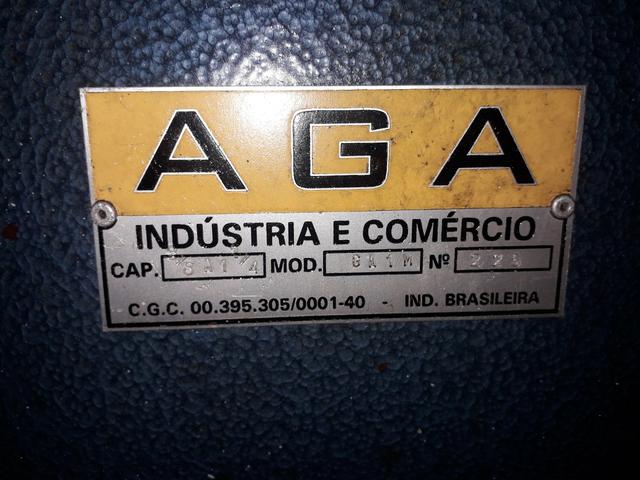 AGA
INDÚSTRIA E COMÉRCIO
CAP. MOD. Nº
C.G.C. 00.395.305/0001-40 - IND. BRASILEIRA